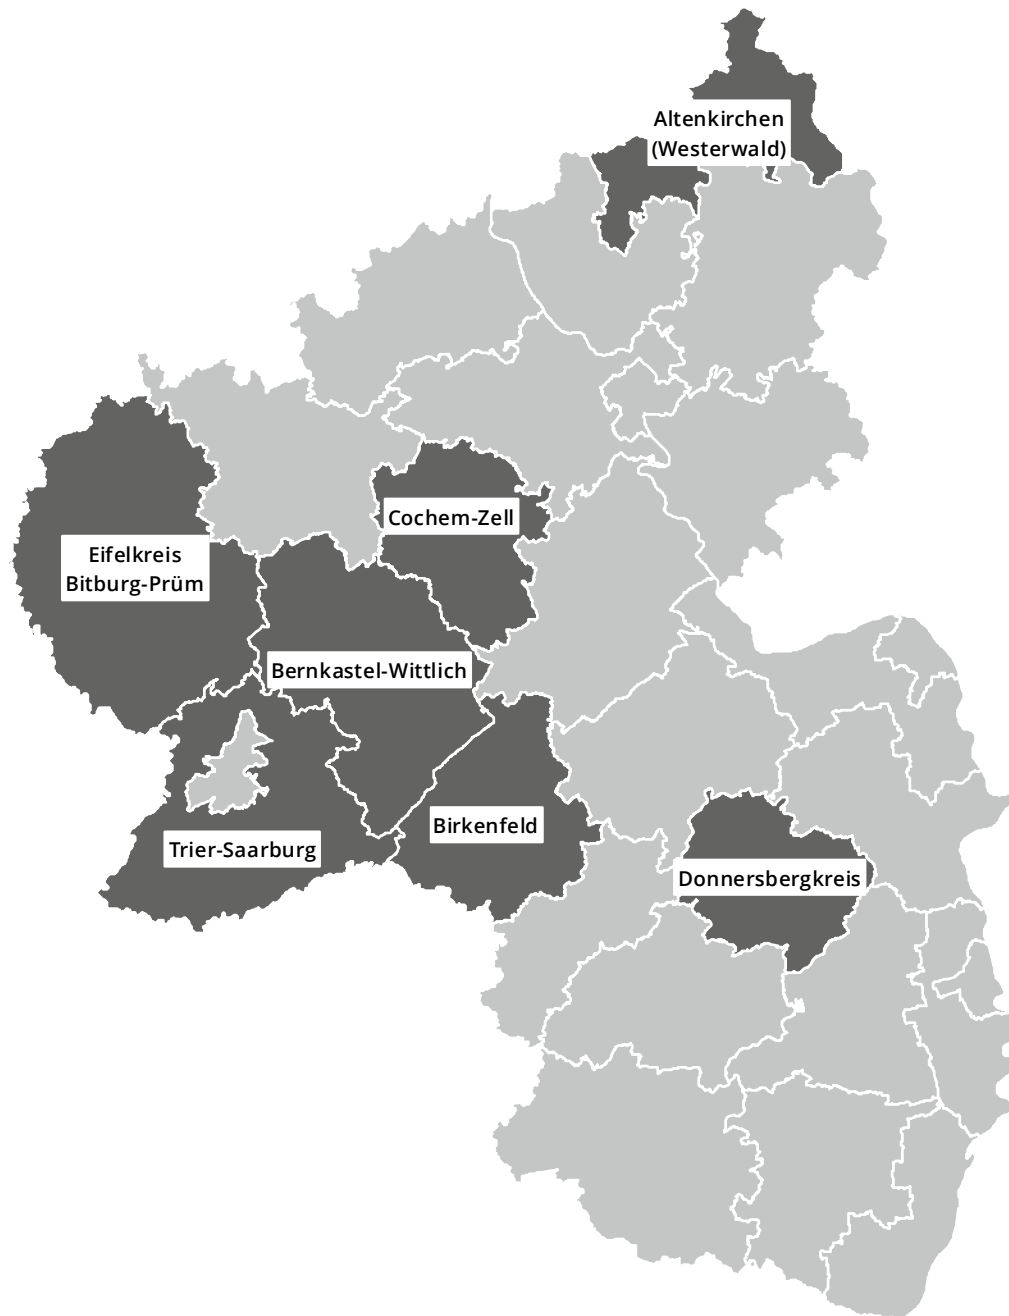 Altenkirchen
(Westerwald)
Cochem-Zell
Eifelkreis
Bitburg-Prüm
Bernkastel-Wittlich
Birkenfeld
Trier-Saarburg
Donnersbergkreis